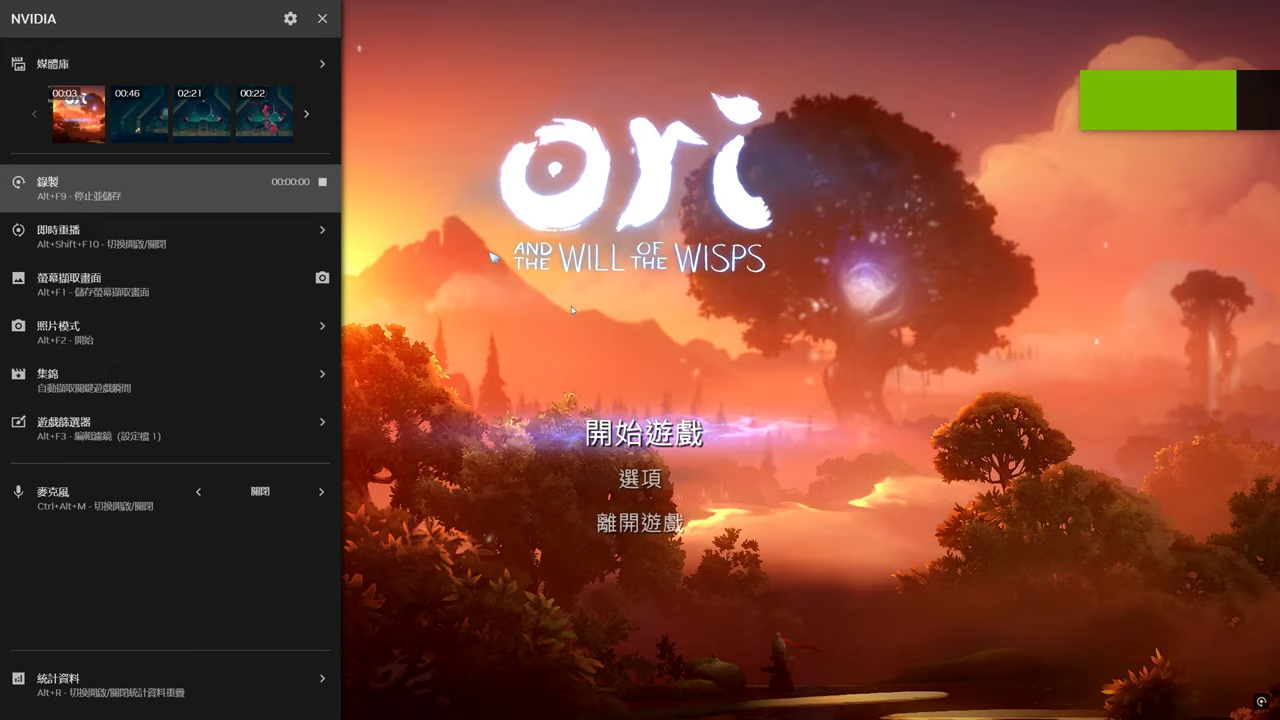 NVIDIA
媒體庫
00:03
00:46
02:21
00:22
錄製
00:00:00
Alt+F9 - 停止並儲存
即時重播
Alt+Shift+F10 - 切換開啟/關閉
螢幕擷取畫面
Alt+F1 - 儲存螢幕擷取畫面
照片模式
Alt+F2 - 開始
集錦
自動擷取關鍵遊戲瞬間
遊戲篩選器
Alt+F3 - 編輯濾鏡 (設定檔 1)
麥克風
關閉
Ctrl+Alt+M - 切換開啟/關閉
統計資料
Alt+R - 切換開啟/關閉統計資料重疊
ori
AND THE WILL OF THE WISPS
開始遊戲
選項
離開遊戲